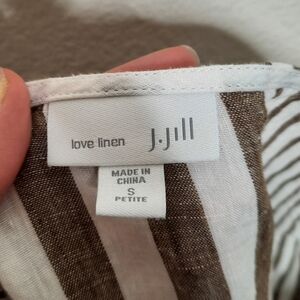 love linen J.Jill
MADE IN
CHINA
S
PETITE